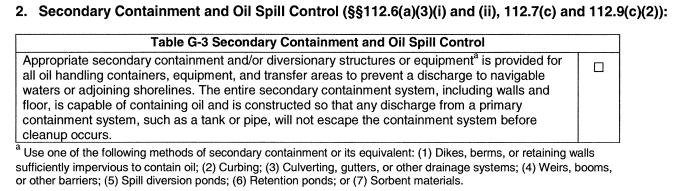 2. Secondary Containment and Oil Spill Control (§§112.6(a)(3)(i) and (ii), 112.7(c) and 112.9(c)(2)):
Table G-3 Secondary Containment and Oil Spill Control
Appropriate secondary containment and/or diversionary structures or equipmentᵃ is provided for
all oil handling containers, equipment, and transfer areas to prevent a discharge to navigable
waters or adjoining shorelines. The entire secondary containment system, including walls and
floor, is capable of containing oil and is constructed so that any discharge from a primary
containment system, such as a tank or pipe, will not escape the containment system before
cleanup occurs.
☐
ᵃ Use one of the following methods of secondary containment or its equivalent: (1) Dikes, berms, or retaining walls
sufficiently impervious to contain oil; (2) Curbing; (3) Culverting, gutters, or other drainage systems; (4) Weirs, booms,
or other barriers; (5) Spill diversion ponds; (6) Retention ponds; or (7) Sorbent materials.